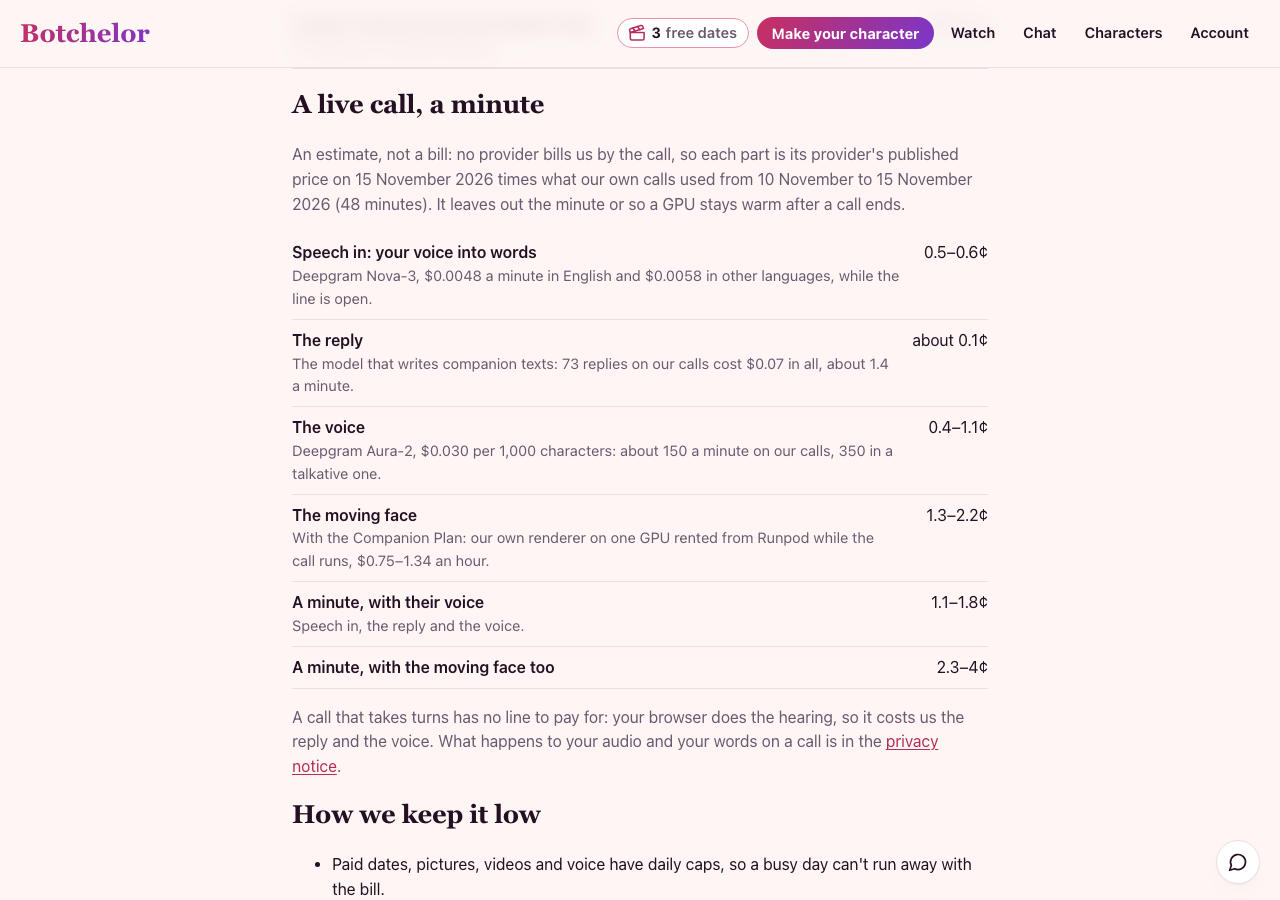 Botchelor
3 free dates
Make your character
Watch
Chat
Characters
Account
A live call, a minute
An estimate, not a bill: no provider bills us by the call, so each part is its provider's published
price on 15 November 2026 times what our own calls used from 10 November to 15 November
2026 (48 minutes). It leaves out the minute or so a GPU stays warm after a call ends.
Speech in: your voice into words
0.5–0.6¢
Deepgram Nova-3, $0.0048 a minute in English and $0.0058 in other languages, while the
line is open.
The reply
about 0.1¢
The model that writes companion texts: 73 replies on our calls cost $0.07 in all, about 1.4
a minute.
The voice
0.4–1.1¢
Deepgram Aura-2, $0.030 per 1,000 characters: about 150 a minute on our calls, 350 in a
talkative one.
The moving face
1.3–2.2¢
With the Companion Plan: our own renderer on one GPU rented from Runpod while the
call runs, $0.75–1.34 an hour.
A minute, with their voice
1.1–1.8¢
Speech in, the reply and the voice.
A minute, with the moving face too
2.3–4¢
A call that takes turns has no line to pay for: your browser does the hearing, so it costs us the
reply and the voice. What happens to your audio and your words on a call is in the privacy
notice.
How we keep it low
• Paid dates, pictures, videos and voice have daily caps, so a busy day can't run away with
the bill.